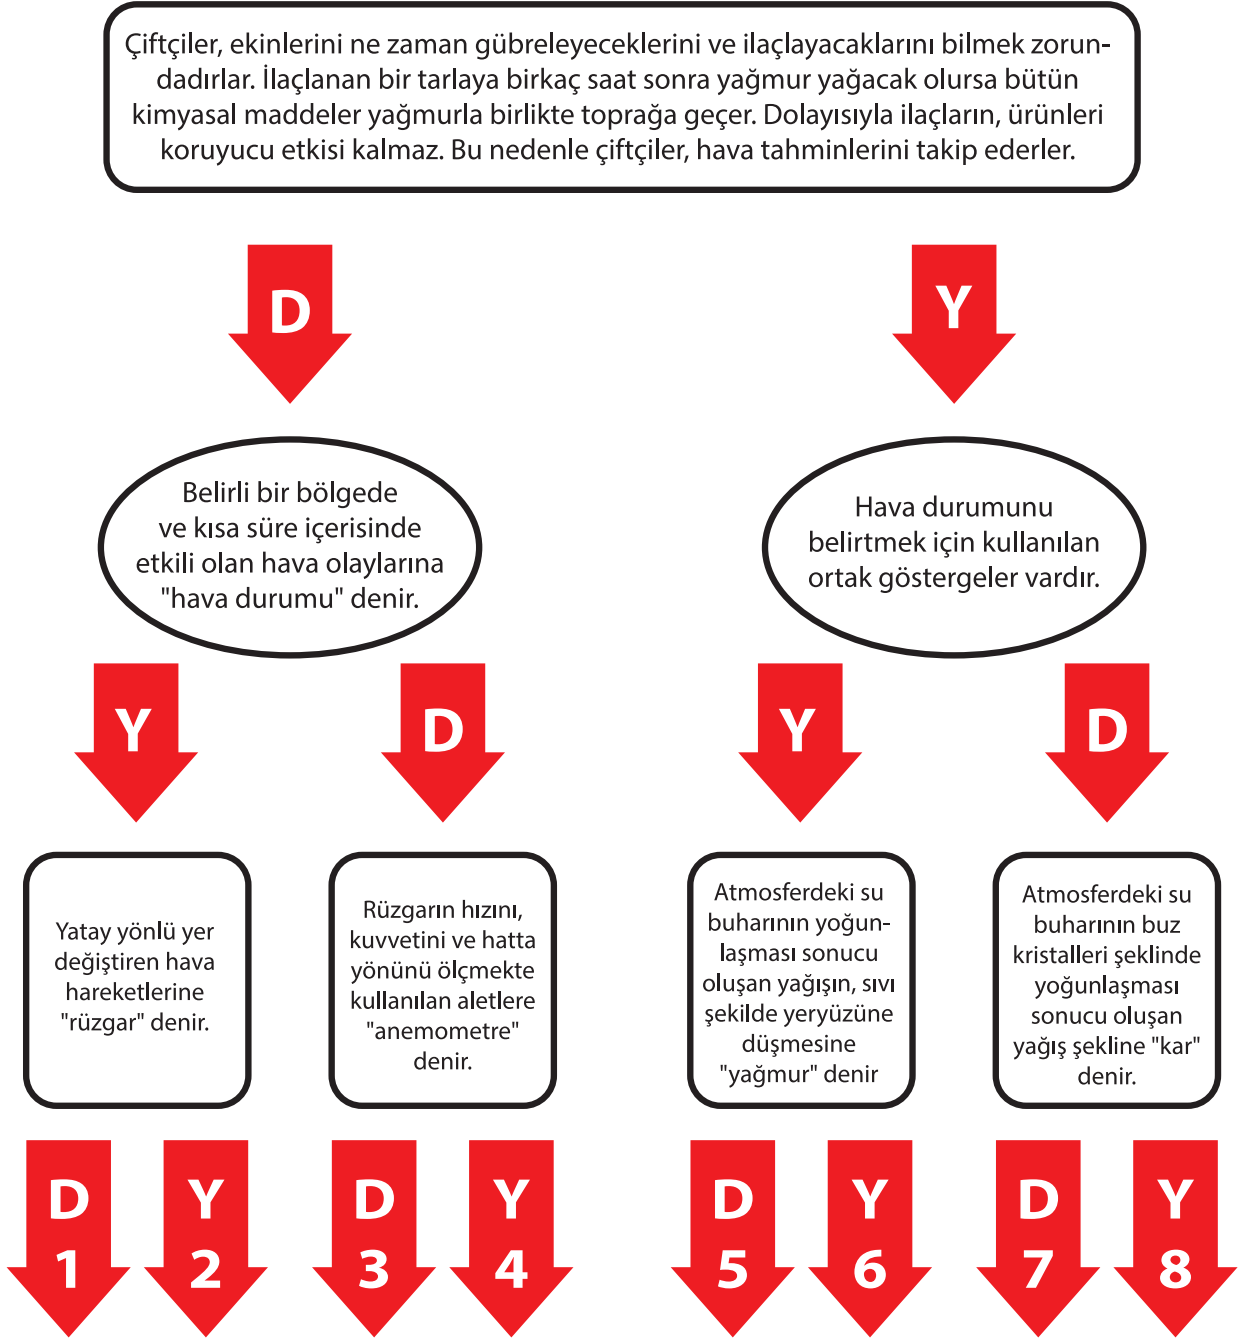 Çiftçiler, ekinlerini ne zaman gübreleyeceklerini ve ilaçlayacaklarını bilmek zorun-
dadırlar. İlaçlanan bir tarlaya birkaç saat sonra yağmur yağacak olursa bütün
kimyasal maddeler yağmurla birlikte toprağa geçer. Dolayısıyla ilaçların, ürünleri
koruyucu etkisi kalmaz. Bu nedenle çiftçiler, hava tahminlerini takip ederler.
D
Y
Belirli bir bölgede
ve kısa süre içerisinde
etkili olan hava olaylarına
"hava durumu" denir.
Hava durumunu
belirtmek için kullanılan
ortak göstergeler vardır.
Y
D
Y
D
Yatay yönlü yer
değiştiren hava
hareketlerine
"rüzgar" denir.
Rüzgarın hızını,
kuvvetini ve hatta
yönünü ölçmekte
kullanılan aletlere
"anemometre"
denir.
Atmosferdeki su
buharının yoğun-
laşması sonucu
oluşan yağışın, sıvı
şekilde yeryüzüne
düşmesine
"yağmur" denir
Atmosferdeki su
buharının buz
kristalleri şeklinde
yoğunlaşması
sonucu oluşan
yağış şekline "kar"
denir.
D
1
Y
2
D
3
Y
4
D
5
Y
6
D
7
Y
8